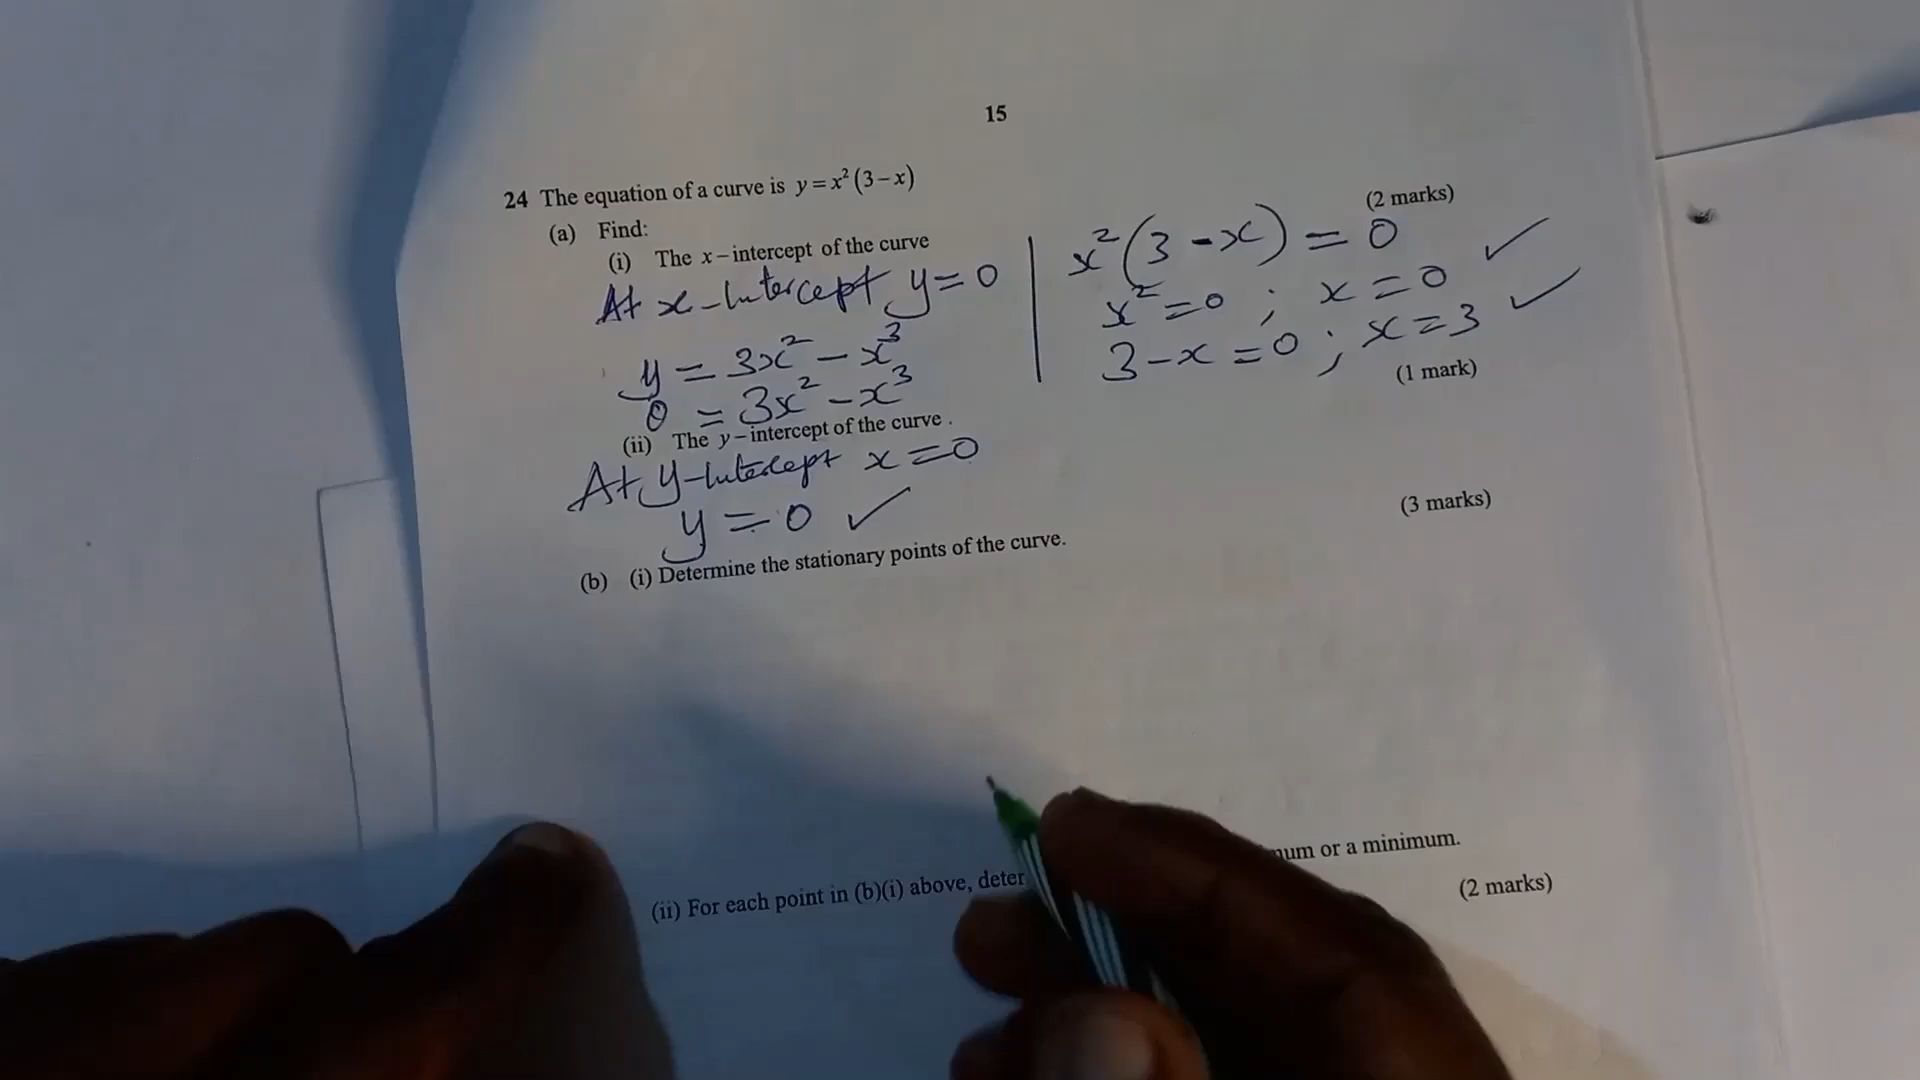 15
24 The equation of a curve is y = x² (3 − x)
(a) Find:
(i) The x – intercept of the curve
(2 marks)
At x-Intercept y = 0
y = 3x² − x³
0 = 3x² − x³
x² (3 − x) = 0
x² = 0 ; x = 0 ✓
3 − x = 0 ; x = 3 ✓
(1 mark)
(ii) The y – intercept of the curve .
At y-Intercept x = 0
y = 0 ✓
(3 marks)
(b) (i) Determine the stationary points of the curve.
(ii) For each point in (b)(i) above, or a minimum.
(2 marks)